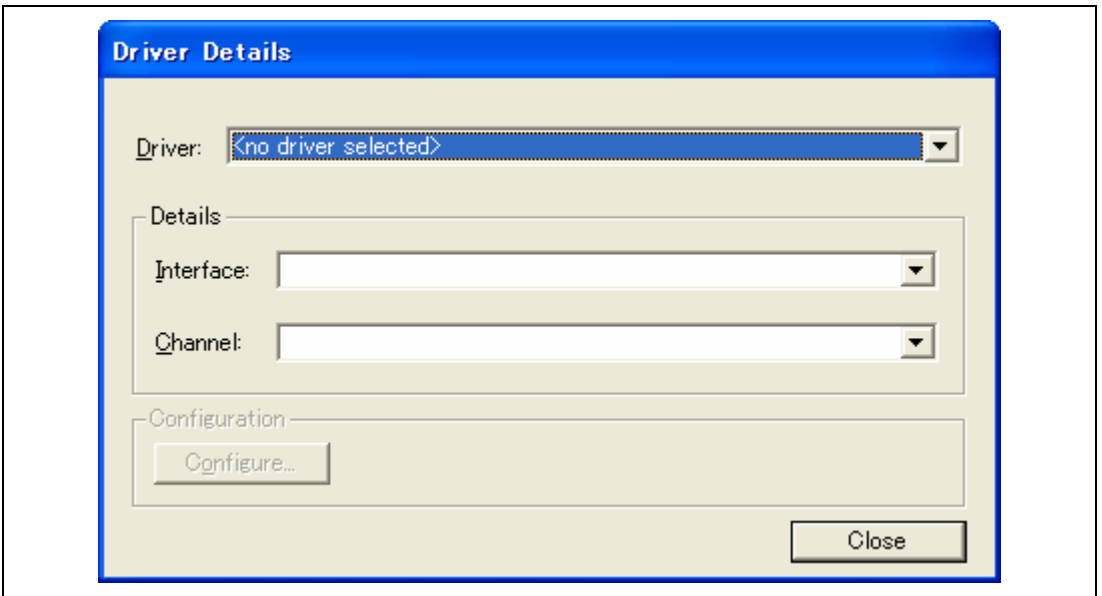 Driver Details
Driver: <no driver selected>
Details
Interface:
Channel:
Configuration
Configure...
Close